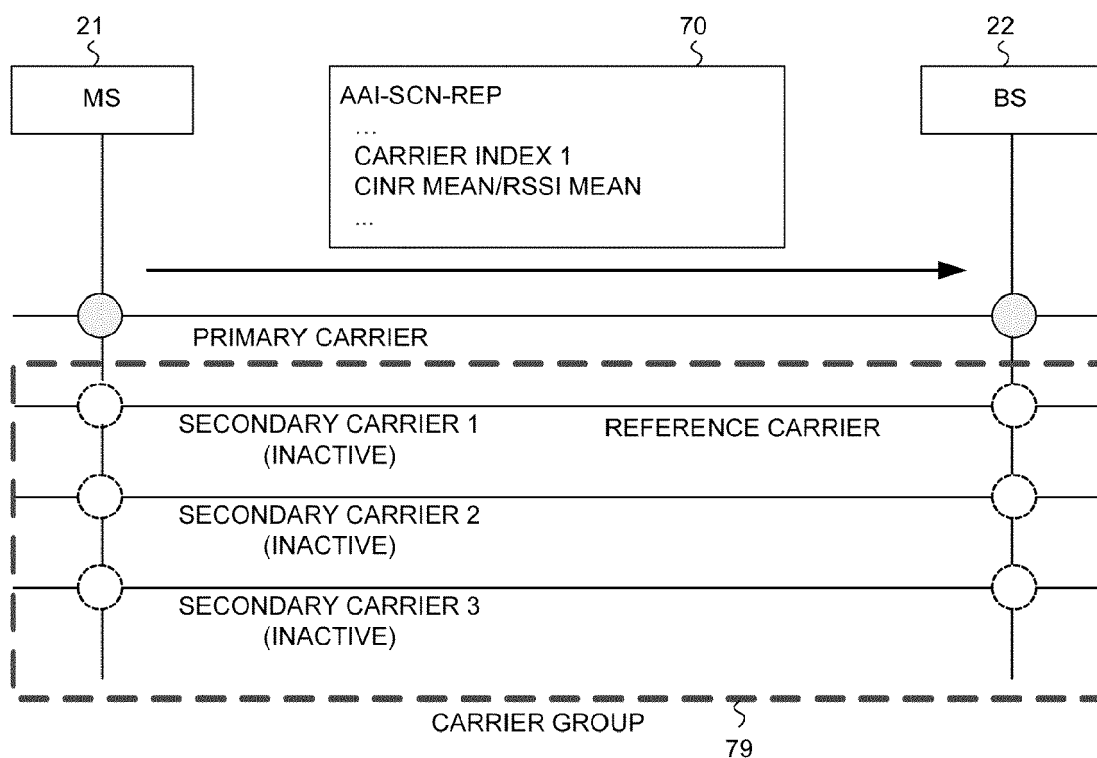 21
70
22
MS
AAI-SCN-REP
...
CARRIER INDEX 1
CINR MEAN/RSSI MEAN
...
BS
PRIMARY CARRIER
SECONDARY CARRIER 1
(INACTIVE)
REFERENCE CARRIER
SECONDARY CARRIER 2
(INACTIVE)
SECONDARY CARRIER 3
(INACTIVE)
CARRIER GROUP
79